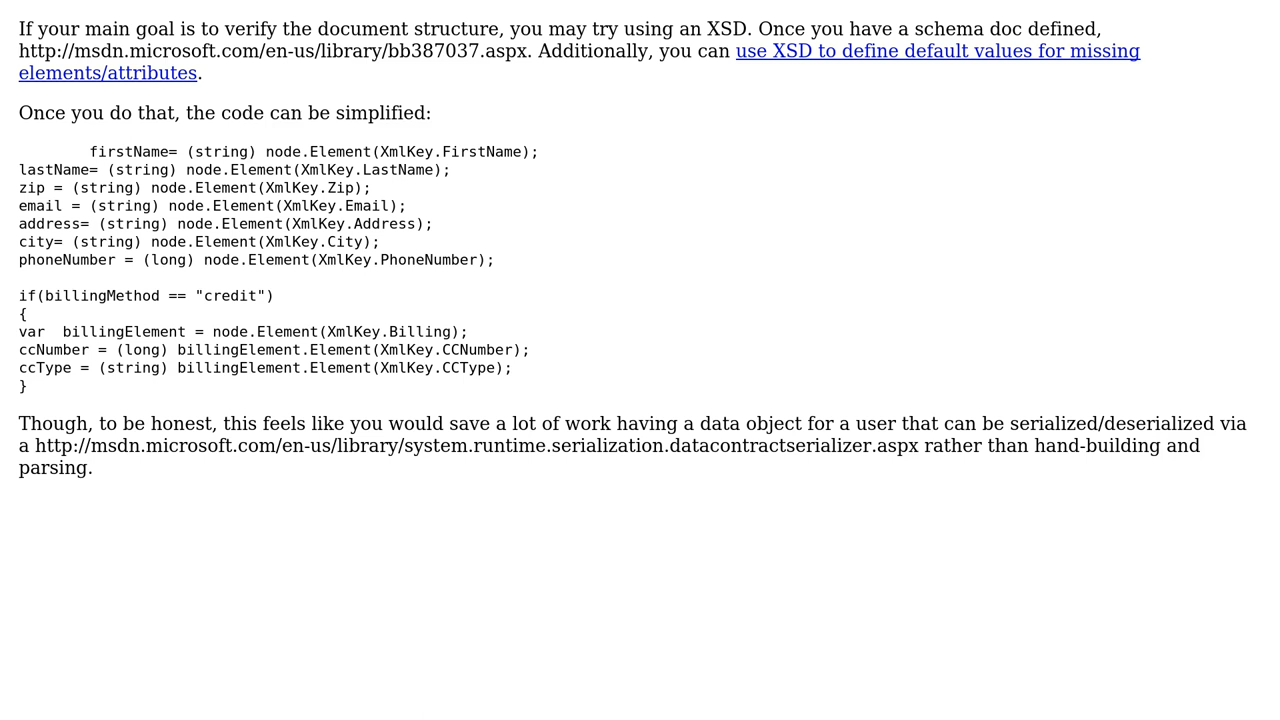 If your main goal is to verify the document structure, you may try using an XSD. Once you have a schema doc defined,
http://msdn.microsoft.com/en-us/library/bb387037.aspx. Additionally, you can use XSD to define default values for missing
elements/attributes.
Once you do that, the code can be simplified:
        firstName= (string) node.Element(XmlKey.FirstName);
lastName= (string) node.Element(XmlKey.LastName);
zip = (string) node.Element(XmlKey.Zip);
email = (string) node.Element(XmlKey.Email);
address= (string) node.Element(XmlKey.Address);
city= (string) node.Element(XmlKey.City);
phoneNumber = (long) node.Element(XmlKey.PhoneNumber);

if(billingMethod == "credit")
{
var  billingElement = node.Element(XmlKey.Billing);
ccNumber = (long) billingElement.Element(XmlKey.CCNumber);
ccType = (string) billingElement.Element(XmlKey.CCType);
}
Though, to be honest, this feels like you would save a lot of work having a data object for a user that can be serialized/deserialized via
a http://msdn.microsoft.com/en-us/library/system.runtime.serialization.datacontractserializer.aspx rather than hand-building and
parsing.